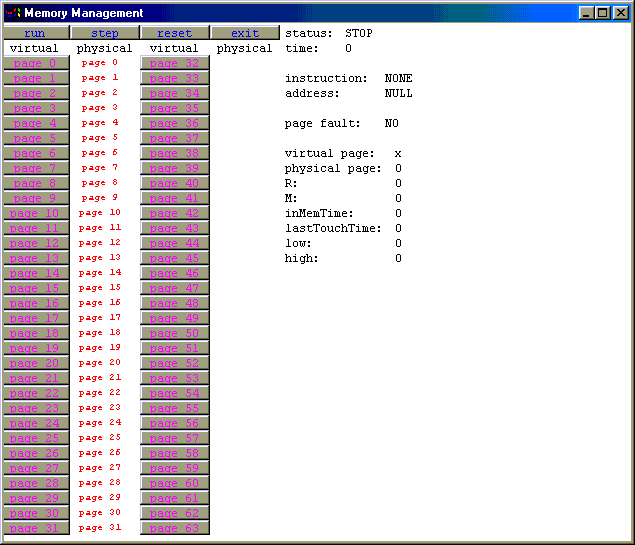 Memory Management
run step reset exit status: STOP
virtual physical virtual physical time: 0
page 0 page 0 page 32
page 1 page 1 page 33 instruction: NONE
page 2 page 2 page 34 address: NULL
page 3 page 3 page 35
page 4 page 4 page 36 page fault: NO
page 5 page 5 page 37
page 6 page 6 page 38 virtual page: x
page 7 page 7 page 39 physical page: 0
page 8 page 8 page 40 R: 0
page 9 page 9 page 41 M: 0
page 10 page 10 page 42 inMemTime: 0
page 11 page 11 page 43 lastTouchTime: 0
page 12 page 12 page 44 low: 0
page 13 page 13 page 45 high: 0
page 14 page 14 page 46
page 15 page 15 page 47
page 16 page 16 page 48
page 17 page 17 page 49
page 18 page 18 page 50
page 19 page 19 page 51
page 20 page 20 page 52
page 21 page 21 page 53
page 22 page 22 page 54
page 23 page 23 page 55
page 24 page 24 page 56
page 25 page 25 page 57
page 26 page 26 page 58
page 27 page 27 page 59
page 28 page 28 page 60
page 29 page 29 page 61
page 30 page 30 page 62
page 31 page 31 page 63